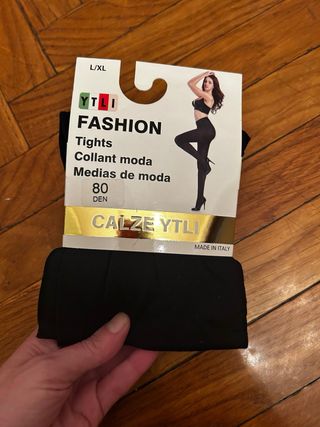 L/XL
YTLI
FASHION
Tights
Collant moda
Medias de moda
80
DEN
CALZE YTLI
MADE IN ITALY